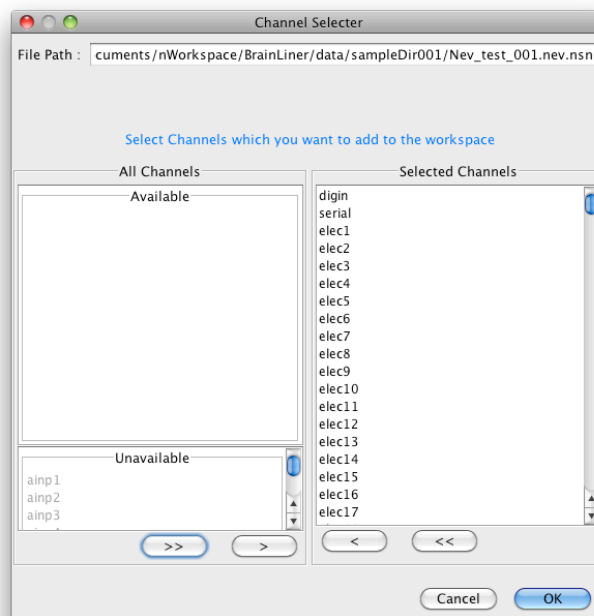 Channel Selecter
File Path : cuments/nWorkspace/BrainLiner/data/sampleDir001/Nev_test_001.nev.nsn
Select Channels which you want to add to the workspace
All Channels
Available
Unavailable
ainp1
ainp2
ainp3
>> >
Selected Channels
digin
serial
elec1
elec2
elec3
elec4
elec5
elec6
elec7
elec8
elec9
elec10
elec11
elec12
elec13
elec14
elec15
elec16
elec17
< <<
Cancel OK